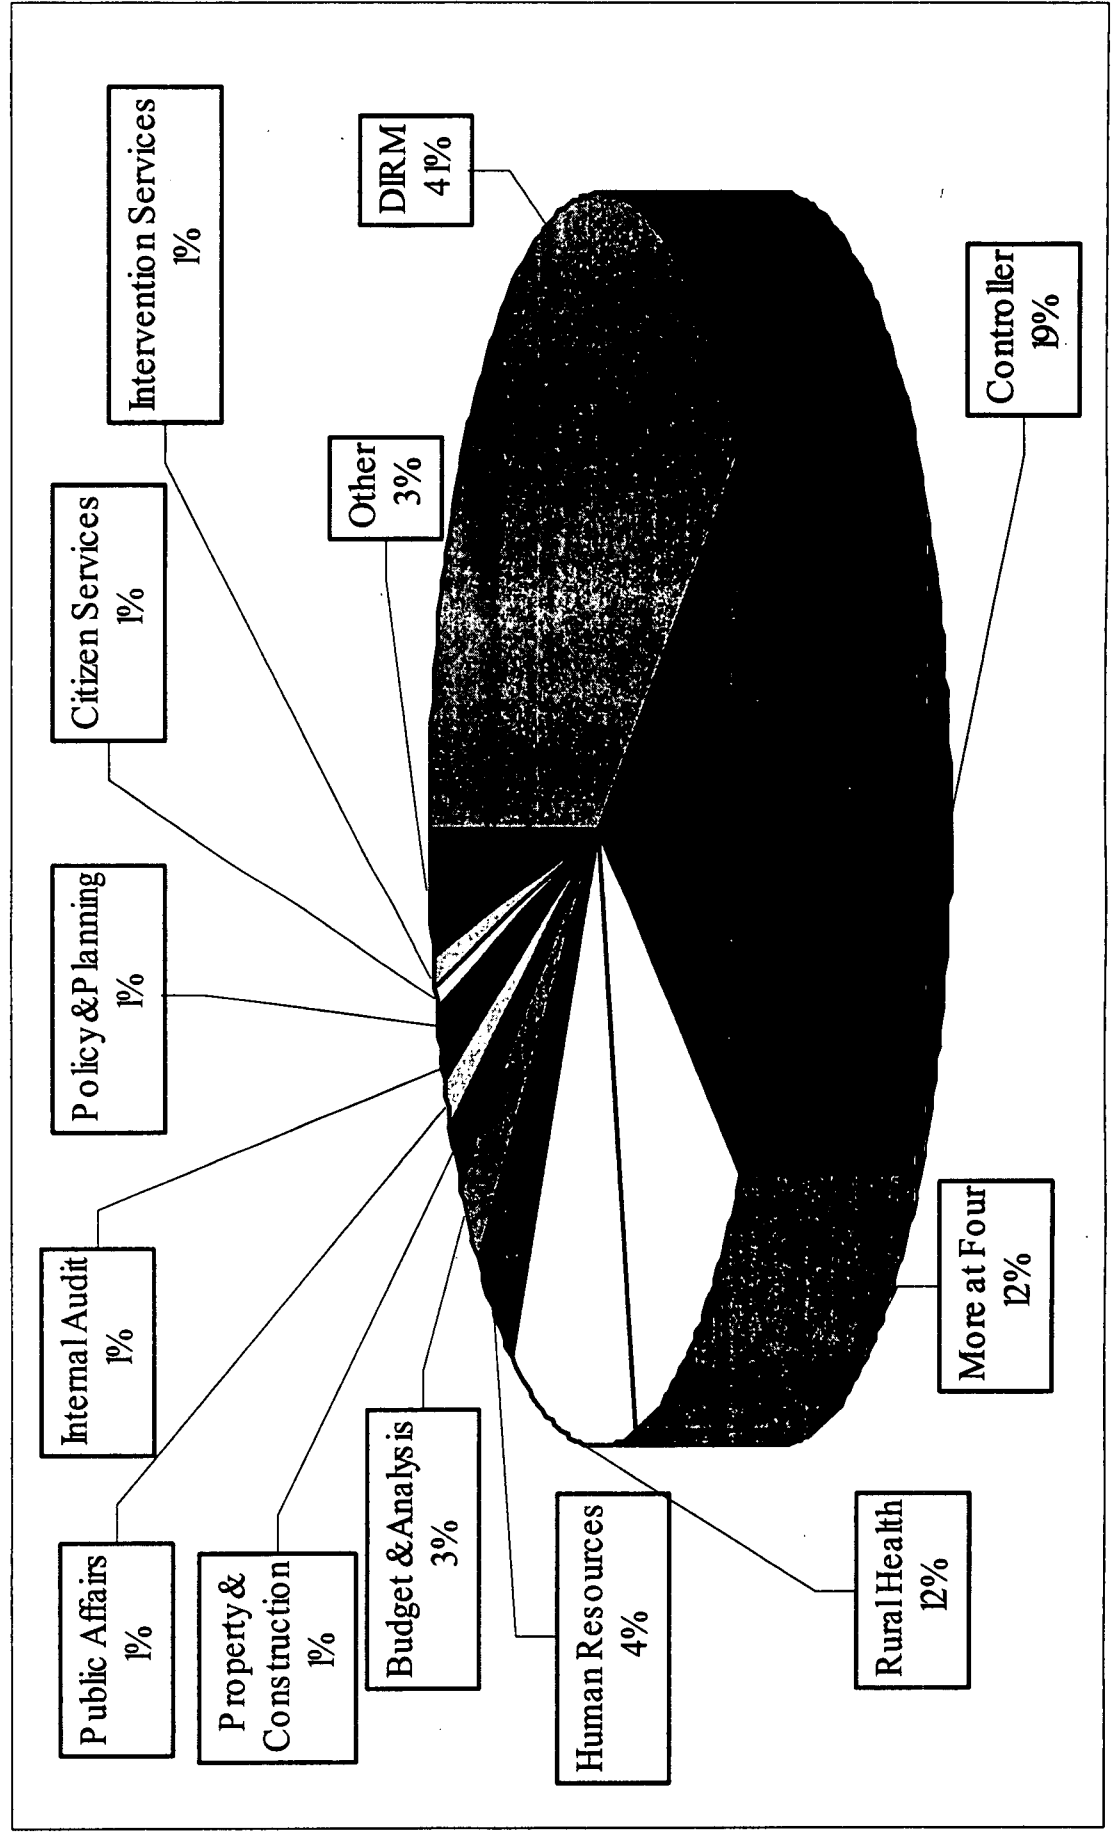 Intervention Services
1%
Citizen Services
1%
Policy & Planning
1%
Internal Audit
1%
Public Affairs
1%
Property &
Construction
1%
Budget & Analysis
3%
Human Resources
4%
Rural Health
12%
More at Four
12%
Controller
19%
DIRM
41%
Other
3%